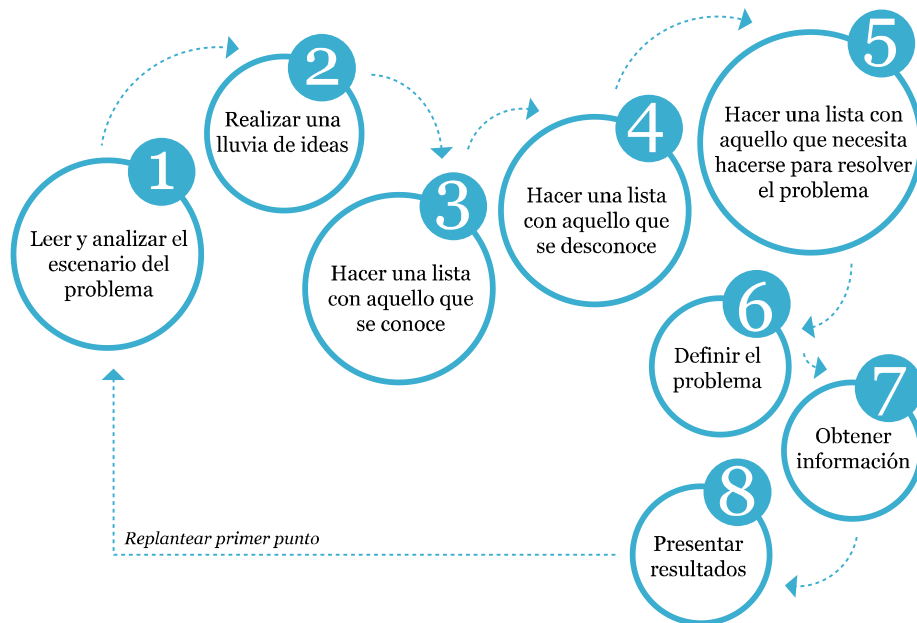 1
Leer y analizar el
escenario del
problema
2
Realizar una
lluvia de ideas
3
Hacer una lista
con aquello que
se conoce
4
Hacer una lista
con aquello que
se desconoce
5
Hacer una lista con
aquello que necesita
hacerse para resolver
el problema
6
Definir el
problema
7
Obtener
información
8
Presentar
resultados
Replantear primer punto